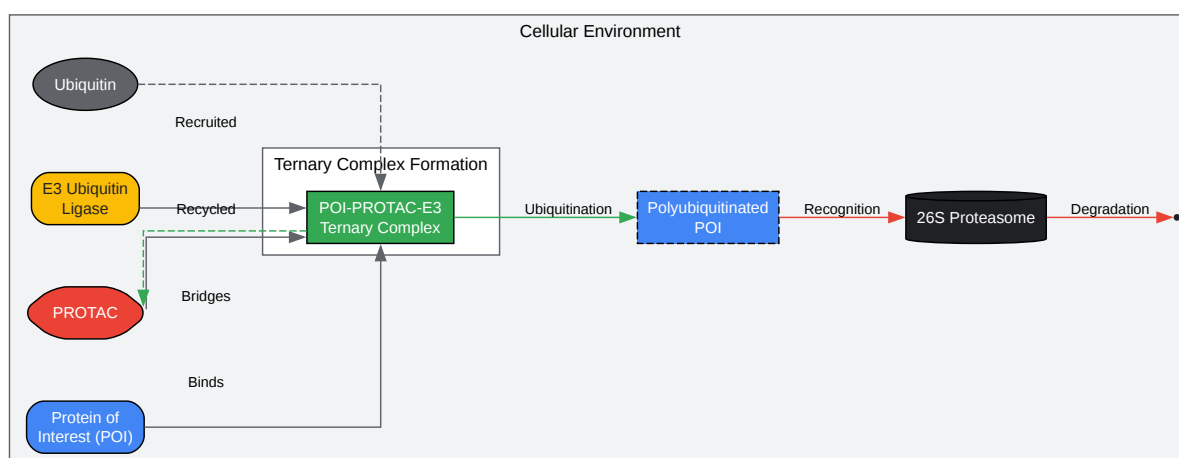 Cellular Environment
Ubiquitin
Recruited
Ternary Complex Formation
E3 Ubiquitin
Ligase
Recycled
POI-PROTAC-E3
Ternary Complex
Ubiquitination
Polyubiquitinated
POI
Recognition
26S Proteasome
Degradation
PROTAC
Bridges
Binds
Protein of
Interest (POI)